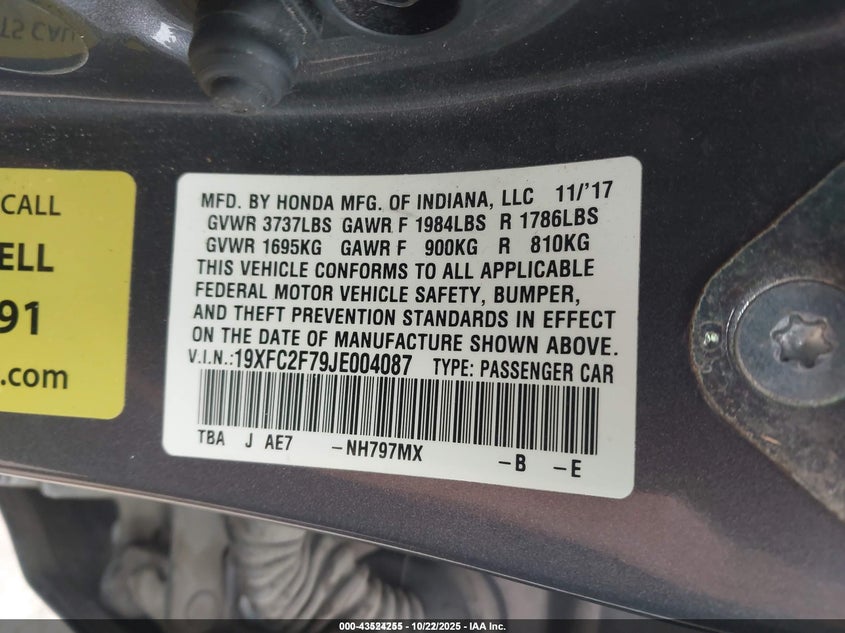 TS CAU
CALL
ELL
91
.com
MFD. BY HONDA MFG. OF INDIANA, LLC 11/'17
GVWR 3737LBS GAWR F 1984LBS R 1786LBS
GVWR 1695KG GAWR F 900KG R 810KG
THIS VEHICLE CONFORMS TO ALL APPLICABLE
FEDERAL MOTOR VEHICLE SAFETY, BUMPER,
AND THEFT PREVENTION STANDARDS IN EFFECT
ON THE DATE OF MANUFACTURE SHOWN ABOVE.
V.I.N.:19XFC2F79JE004087 TYPE: PASSENGER CAR
TBA J AE7 -NH797MX -B -E
000-43524255 - 10/22/2025 - IAA Inc.